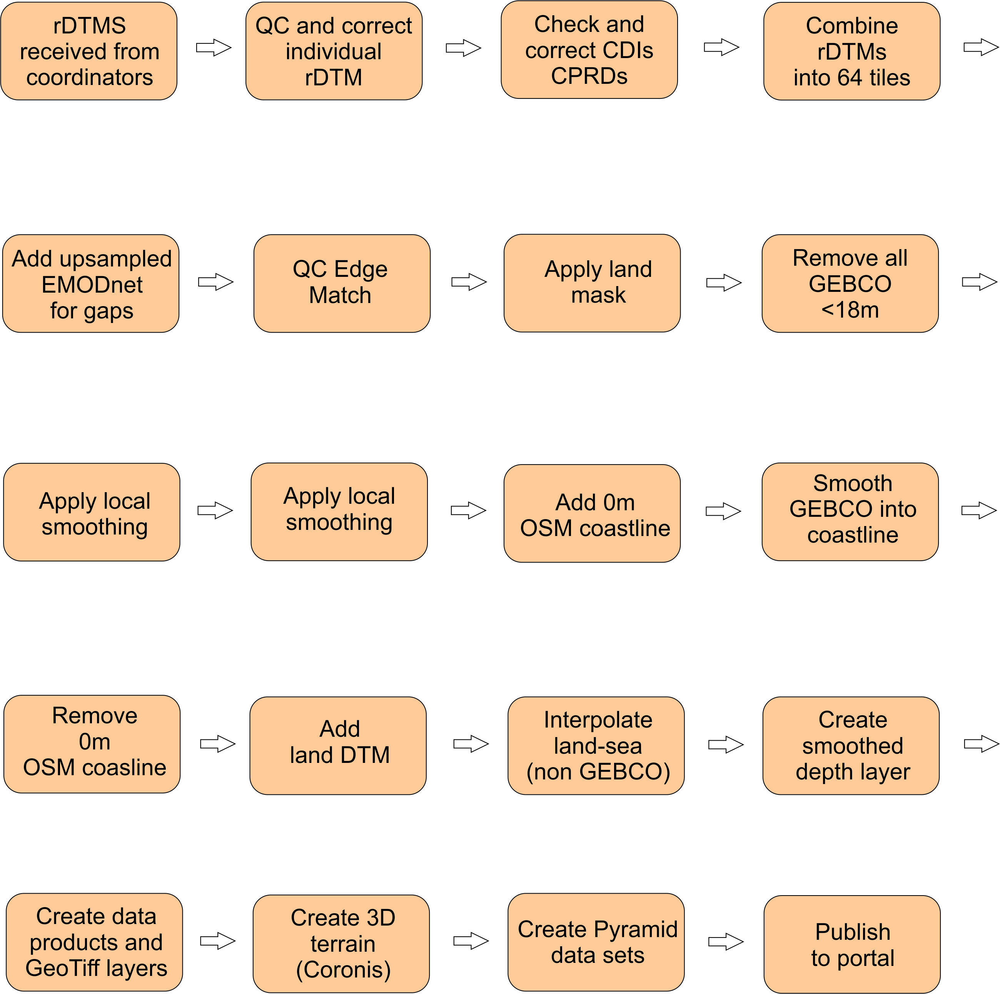 rDTMS
received from
coordinators
QC and correct
individual
rDTM
Check and
correct CDIs
CPRDs
Combine
rDTMs
into 64 tiles
Add upsampled
EMODnet
for gaps
QC Edge
Match
Apply land
mask
Remove all
GEBCO
<18m
Apply local
smoothing
Apply local
smoothing
Add 0m
OSM coastline
Smooth
GEBCO into
coastline
Remove
0m
OSM coasline
Add
land DTM
Interpolate
land-sea
(non GEBCO)
Create
smoothed
depth layer
Create data
products and
GeoTiff layers
Create 3D
terrain
(Coronis)
Create Pyramid
data sets
Publish
to portal